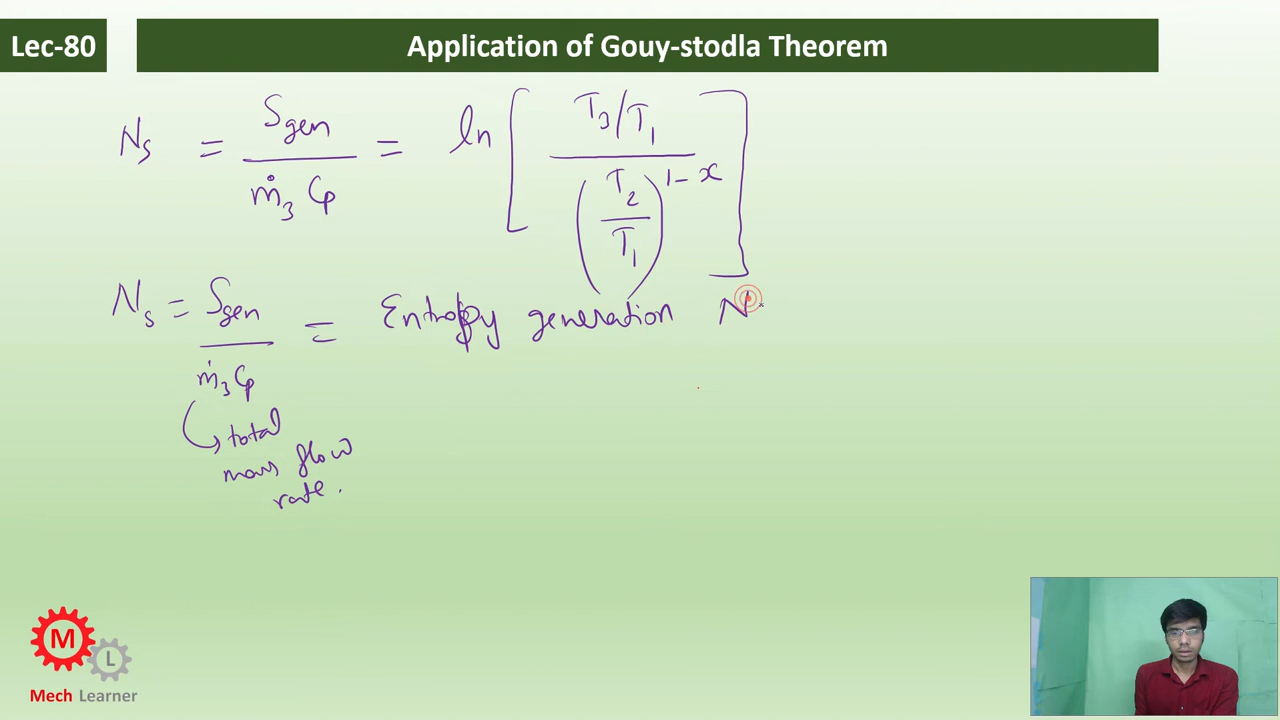 Lec-80
Application of Gouy-stodla Theorem
Ns = Sgen / ṁ3 Cp = ln [ T3/T1 / (T2/T1)^1-x ]
Ns = Sgen / ṁ3 Cp = Entropy generation N
total
mass flow
rate.
M
L
Mech Learner